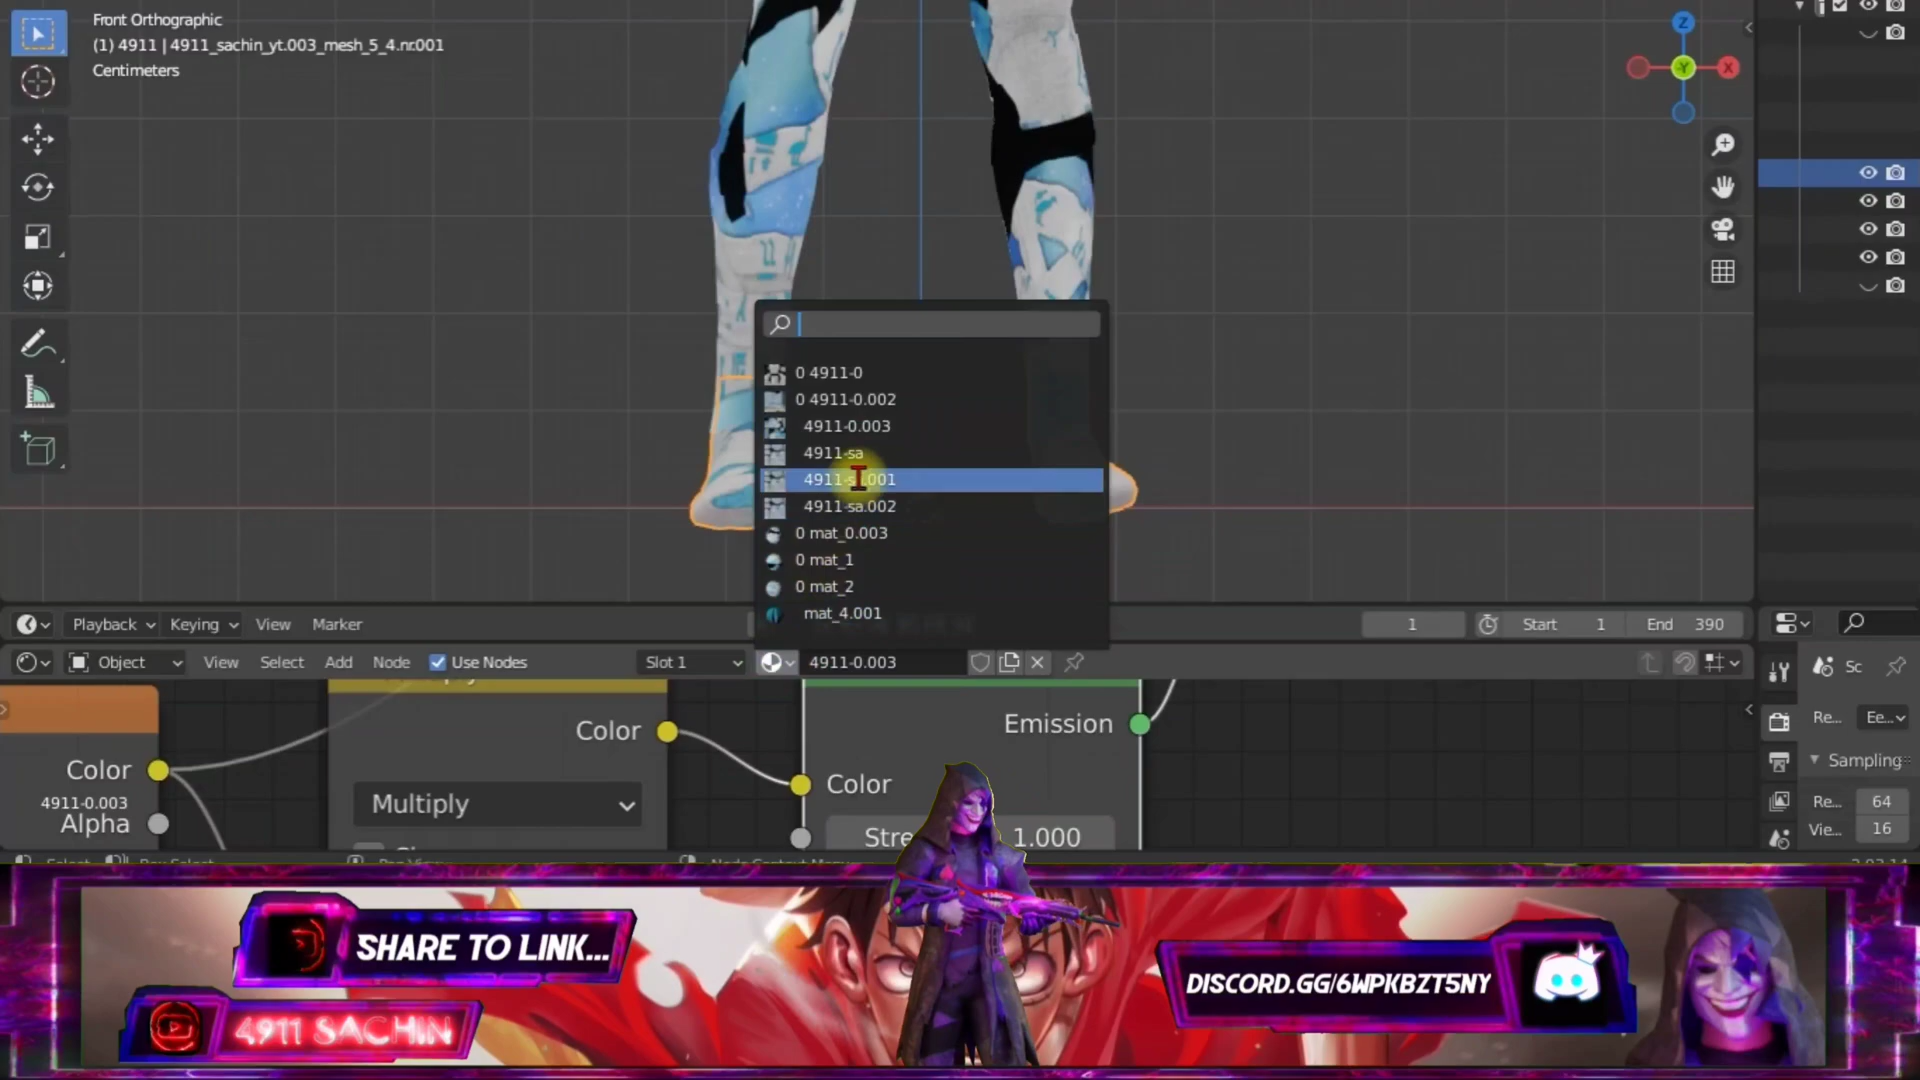 Front Orthographic
(1) 4911 | 4911_sachin_yt.003_mesh_5_4.nr.001
Centimeters
Z
Y
X
0 4911-0
0 4911-0.002
4911-0.003
4911-sa
4911-sa.001
4911-sa.002
0 mat_0.003
0 mat_1
0 mat_2
mat_4.001
Playback Keying View Marker
1 Start 1 End 390
Object View Select Add Node Use Nodes Slot 1 4911-0.003
Sc
Color
Emission
Re... Ee...
Color
4911-0.003
Alpha
Multiply
Color
Stre 1.000
Sampling
Re... 64
Vie... 16
SHARE TO LINK...
4911 SACHIN
DISCORD.GG/6WPKBZT5NY